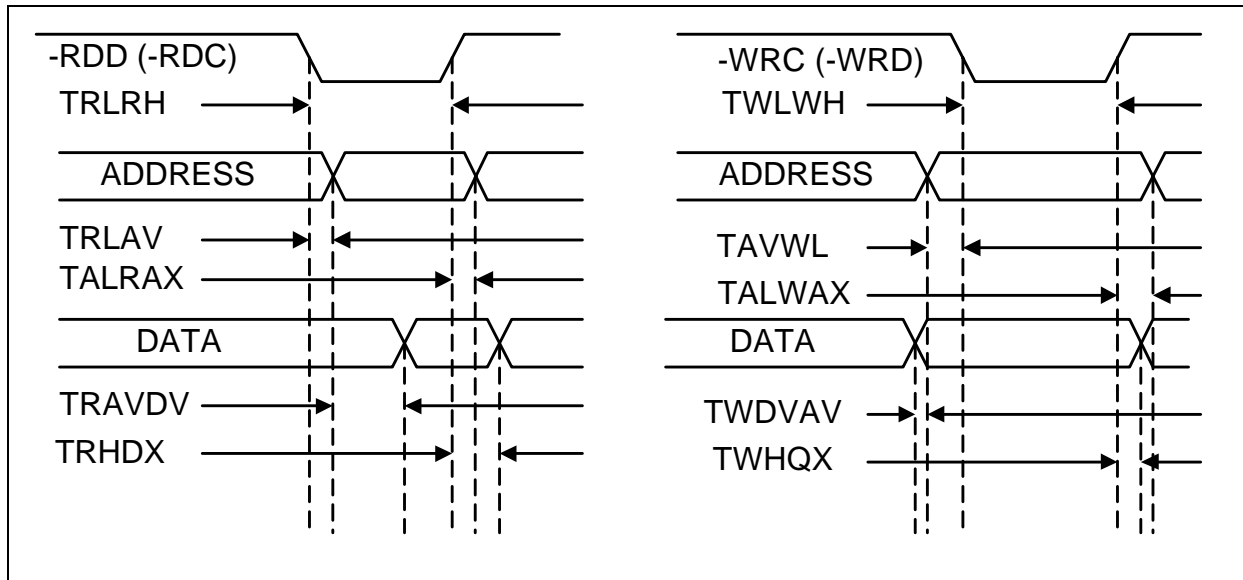 -RDD (-RDC)
TRLRH
ADDRESS
TRLAV
TALRAX
DATA
TRAVDV
TRHDX
-WRC (-WRD)
TWLWH
ADDRESS
TAVWL
TALWAX
DATA
TWDVAV
TWHQX